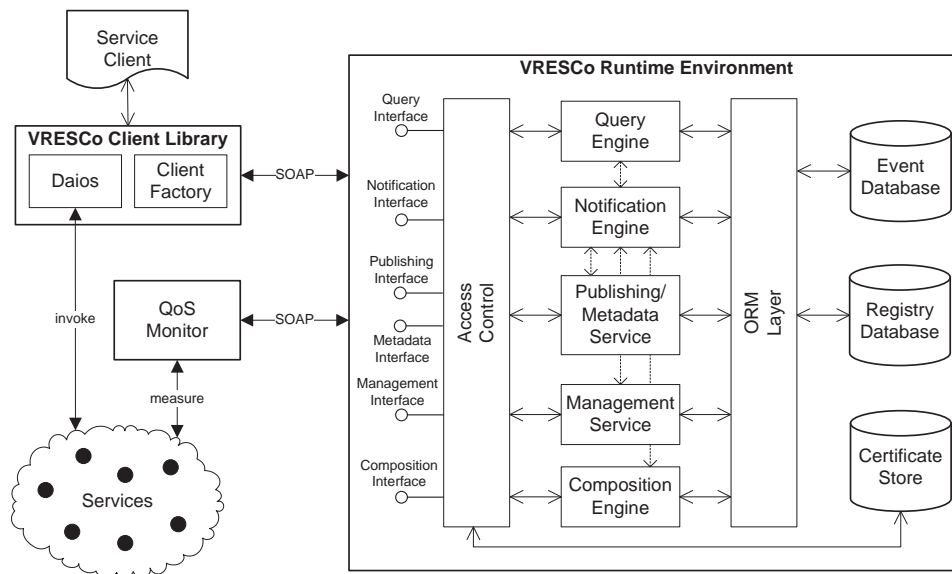 Service
Client
VRESCo Client Library
Daios
Client
Factory
SOAP
invoke
QoS
Monitor
SOAP
measure
Services
VRESCo Runtime Environment
Query
Interface
Notification
Interface
Publishing
Interface
Metadata
Interface
Management
Interface
Composition
Interface
Access
Control
Query
Engine
Notification
Engine
Publishing/
Metadata
Service
Management
Service
Composition
Engine
ORM
Layer
Event
Database
Registry
Database
Certificate
Store